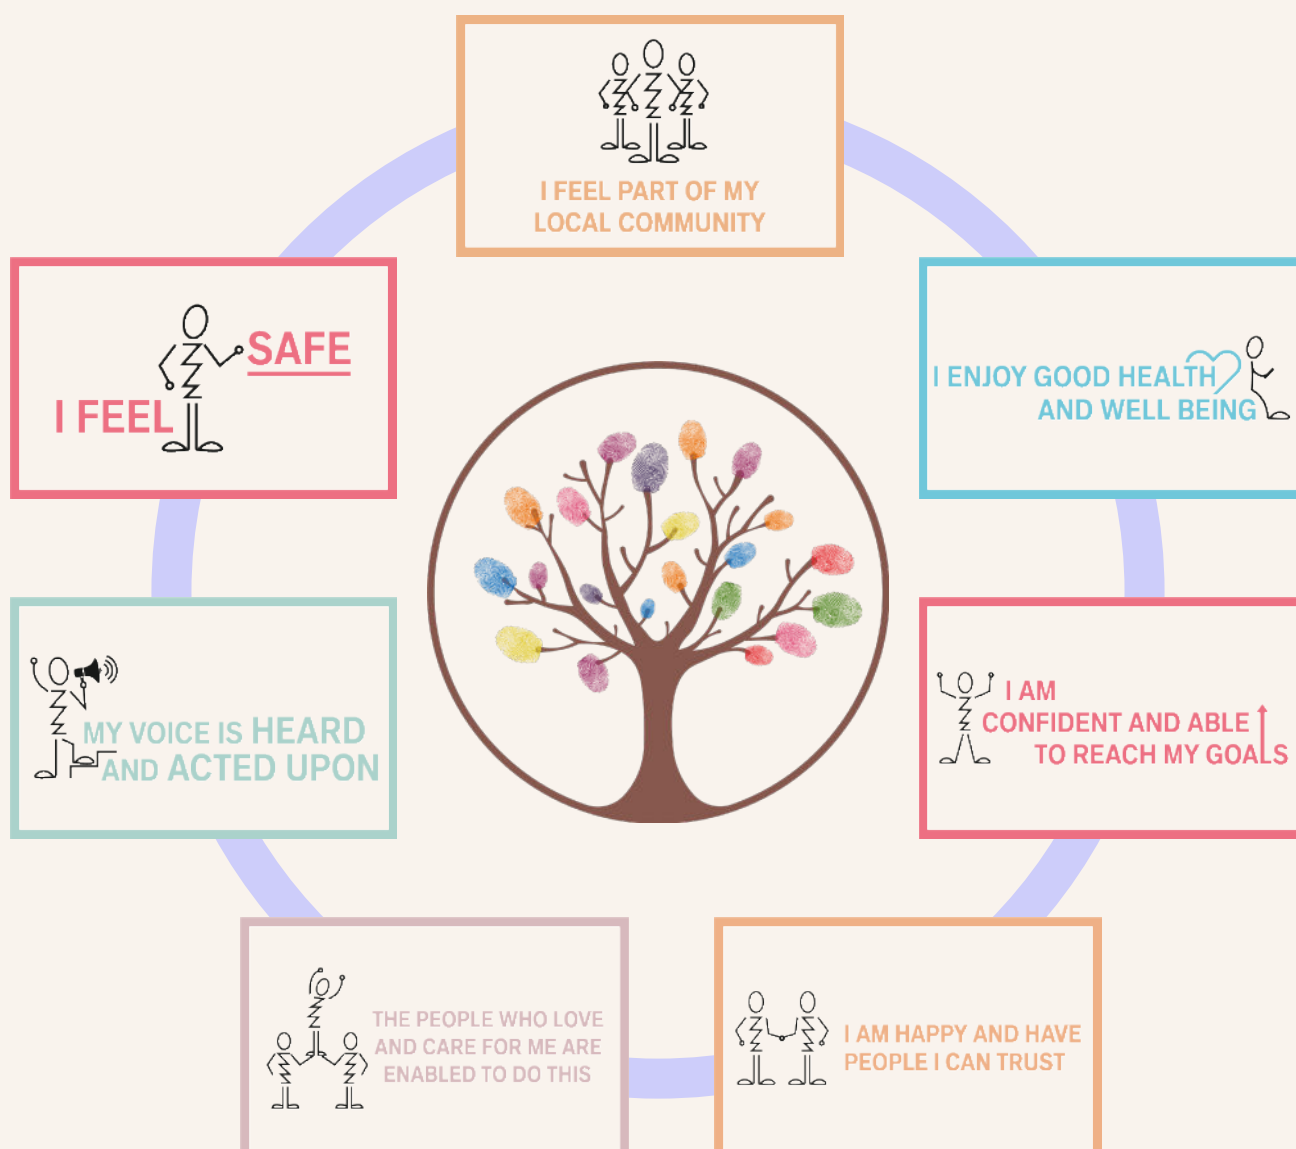 I FEEL PART OF MY
LOCAL COMMUNITY
I FEEL SAFE
I ENJOY GOOD HEALTH
AND WELL BEING
MY VOICE IS HEARD
AND ACTED UPON
I AM
CONFIDENT AND ABLE
TO REACH MY GOALS
THE PEOPLE WHO LOVE
AND CARE FOR ME ARE
ENABLED TO DO THIS
I AM HAPPY AND HAVE
PEOPLE I CAN TRUST